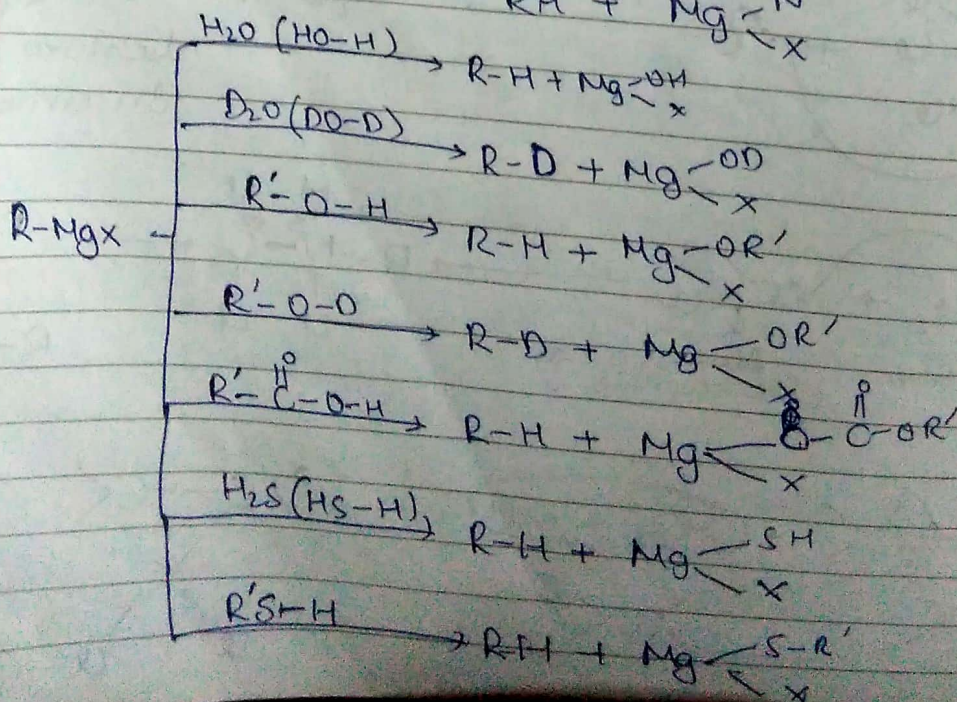 RH + Mg N
X
H2O (HO-H) R-H + Mg OH
X
D2O (DO-D) R-D + Mg OD
X
R'-O-H R-H + Mg OR'
X
R-Mgx
R'-O-D R-D + Mg OR'
X
O O
R'-C-O-H R-H + Mg O-C-OR'
X
H2S (HS-H) R-H + Mg SH
X
R'S-H RH + Mg S-R'
X